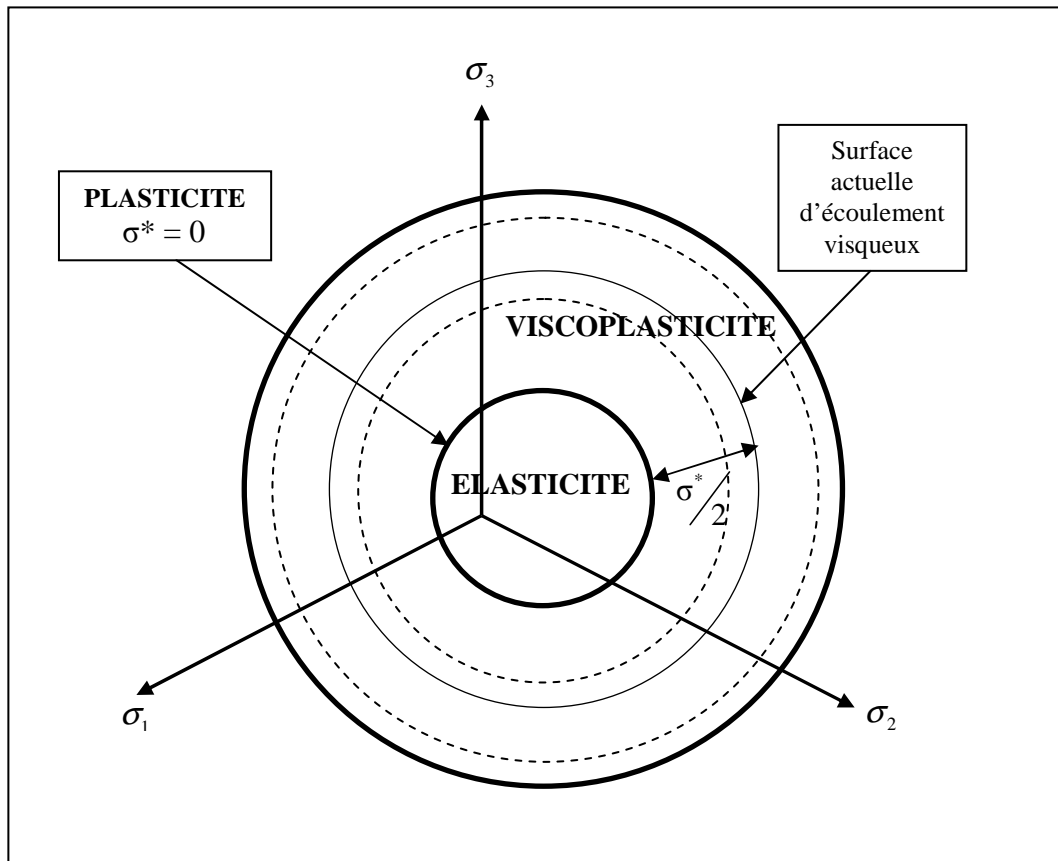 σ₃
PLASTICITE
σ* = 0
Surface
actuelle
d’écoulement
visqueux
VISCOPLASTICITE
ELASTICITE
σ*/2
σ₁
σ₂